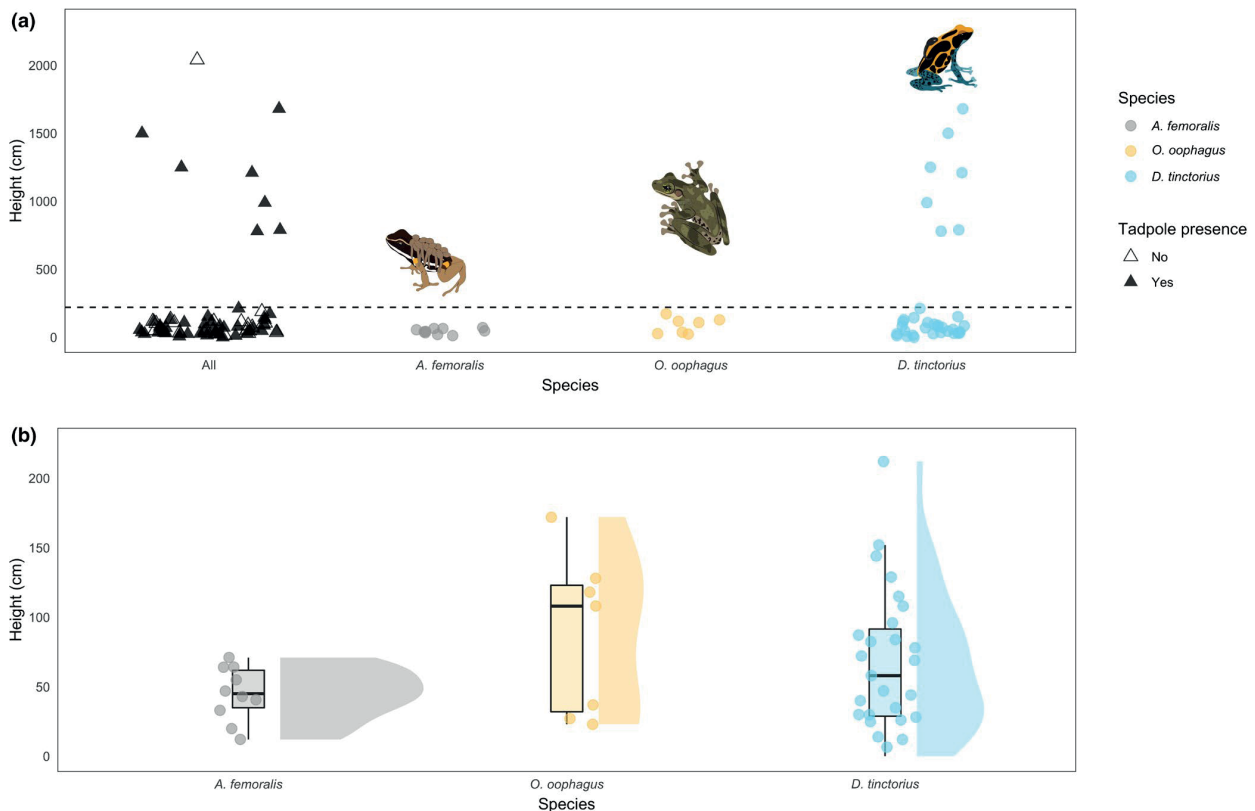 (a)
Height (cm)
2000
1500
1000
500
0
All
A. femoralis
O. oophagus
D. tinctorius
Species
Species
A. femoralis
O. oophagus
D. tinctorius
Tadpole presence
No
Yes
(b)
Height (cm)
200
150
100
50
0
A. femoralis
O. oophagus
D. tinctorius
Species